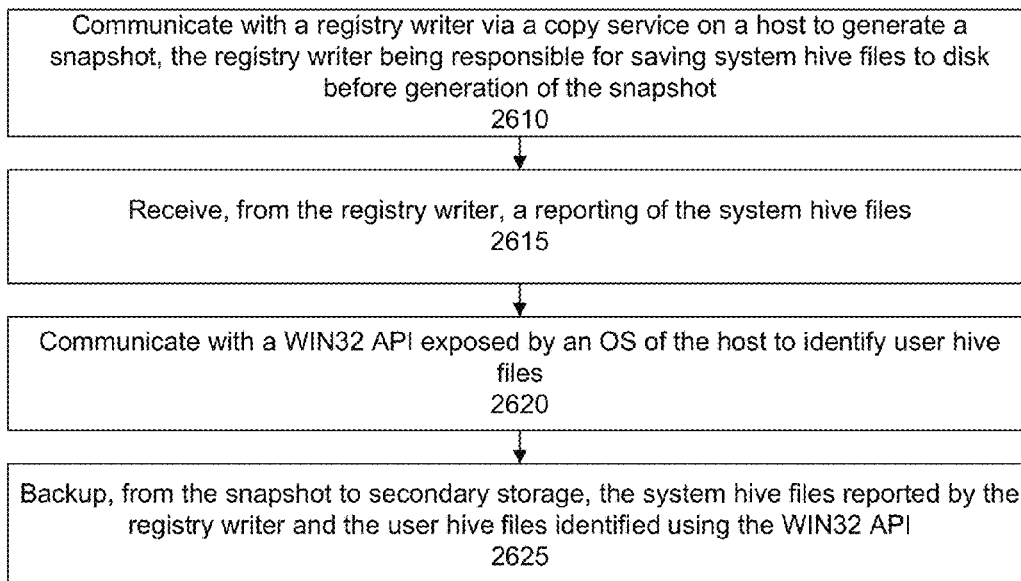 Communicate with a registry writer via a copy service on a host to generate a
snapshot, the registry writer being responsible for saving system hive files to disk
before generation of the snapshot
2610
Receive, from the registry writer, a reporting of the system hive files
2615
Communicate with a WIN32 API exposed by an OS of the host to identify user hive
files
2620
Backup, from the snapshot to secondary storage, the system hive files reported by the
registry writer and the user hive files identified using the WIN32 API
2625